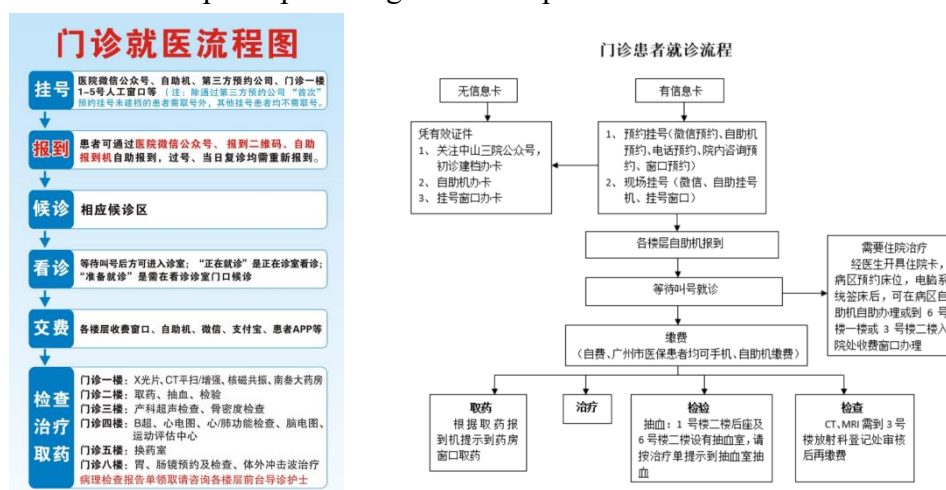 门诊就医流程图
挂号
医院微信公众号、自助机、第三方预约公司、门诊一楼
1-5号人工窗口等（注：除通过第三方预约公司“首次”
预约挂号未建档的患者需取号外，其他挂号患者均不需取号。
报到
患者可通过医院微信公众号、报到二维码、自助
报到机自助报到，过号、当日复诊均需重新报到。
候诊
相应候诊区
看诊
等待叫号后方可进入诊室；“正在就诊”是正在诊室看诊；
“准备就诊”是需在看诊诊室门口候诊
交费
各楼层收费窗口、自助机、微信、支付宝、患者APP等
检查
治疗
取药
门诊一楼：X光片、CT平扫/增强、核磁共振、南叁大药房
门诊二楼：取药、抽血、检验
门诊三楼：产科超声检查、骨密度检查
门诊四楼：B超、心电图、心/肺功能检查、脑电图、
运动评估中心
门诊五楼：换药室
门诊八楼：胃、肠镜预约及检查、体外冲击波治疗
病理检查报告单领取请咨询各楼层前台导诊护士
门诊患者就诊流程
无信息卡
有信息卡
凭有效证件
1、关注中山三院公众号，
初诊建档办卡
2、自助机办卡
3、挂号窗口办卡
1、预约挂号（微信预约、自助机
预约、电话预约、院内咨询预
约、窗口预约）
2、现场挂号（微信、自助挂号
机、挂号窗口）
各楼层自助机报到
等待叫号就诊
需要住院治疗
经医生开具住院卡，
病区预约床位，电脑系
统签床后，可在病区自
助机自助办理或到 6 号
楼一楼或 3 号楼二楼入
院处收费窗口办理
缴费
（自费、广州市医保患者均可手机、自助机缴费）
取药
根据取药报
到机提示到药房
窗口取药
治疗
检验
抽血：1 号楼二楼后座及
6 号楼二楼设有抽血室，请
按治疗单提示到抽血室抽
血
检查
CT、MRI 需到 3 号
楼放射科登记处审核
后再缴费